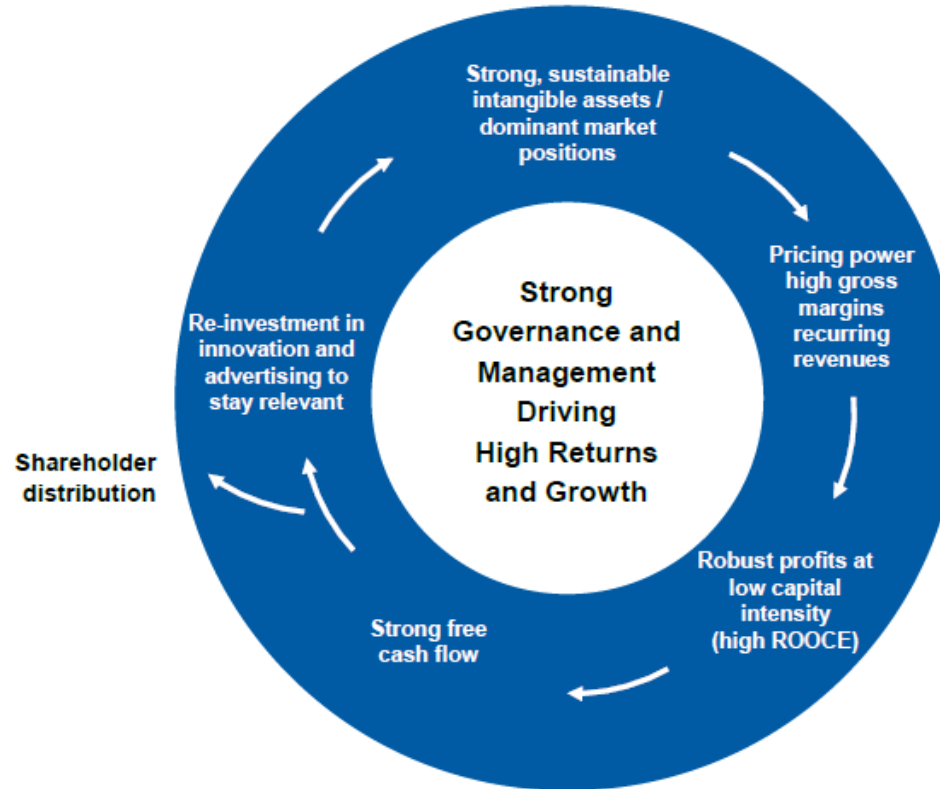 Strong, sustainable
intangible assets /
dominant market
positions
Pricing power
high gross
margins
recurring
revenues
Robust profits at
low capital
intensity
(high ROOCE)
Strong free
cash flow
Shareholder
distribution
Re-investment in
innovation and
advertising to
stay relevant
Strong
Governance and
Management
Driving
High Returns
and Growth